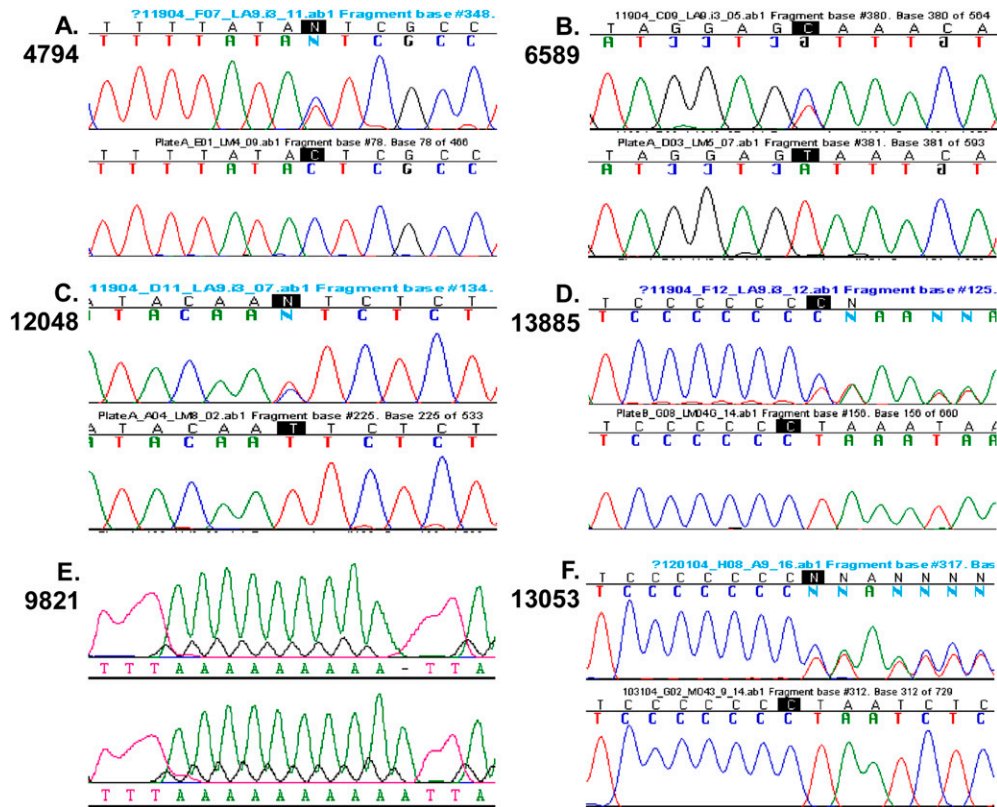 A.
4794
?11904_F07_LA9.i3_11.ab1 Fragment base #348.
T T T T A T A N T C G C C
T T T T A T A N T C G C C
PlateA_E01_LM4_09.ab1 Fragment base #78. Base 78 of 466
T T T T A T A C T C G C C
T T T T A T A C T C G C C
B.
6589
11904_C09_LA9.i3_05.ab1 Fragment base #380. Base 380 of 564
T A G G A G C A A A C A
A T C C T C G T T T G T
PlateA_D03_LM5_07.ab1 Fragment base #381. Base 381 of 593
T A G G A G T A A A C A
A T C C T C A T T T G T
C.
12048
11904_D11_LA9.i3_07.ab1 Fragment base #134.
A T A C A A N T C T C T
A T A C A A N T C T C T
PlateA_A04_LM8_02.ab1 Fragment base #225. Base 225 of 533
A T A C A A T T C T C T
A T A C A A T T C T C T
D.
13885
?11904_F12_LA9.i3_12.ab1 Fragment base #125.
T C C C C C C C N
T C C C C C C C N A A N N A
PlateB_G08_LM04G_14.ab1 Fragment base #156. Base 156 of 660
T C C C C C C T A A A T A A
T C C C C C C T A A A T A A
E.
9821
T T T A A A A A A A A A - T T A
T T T A A A A A A A A A A T T A
F.
13053
?120104_H08_A9_16.ab1 Fragment base #317. Bas
T C C C C C C C N N A N N N N
T C C C C C C C N N A N N N N
103104_G02_M043_9_14.ab1 Fragment base #312. Base 312 of 729
T C C C C C C C T A A T C T C
T C C C C C C C T A A T C T C